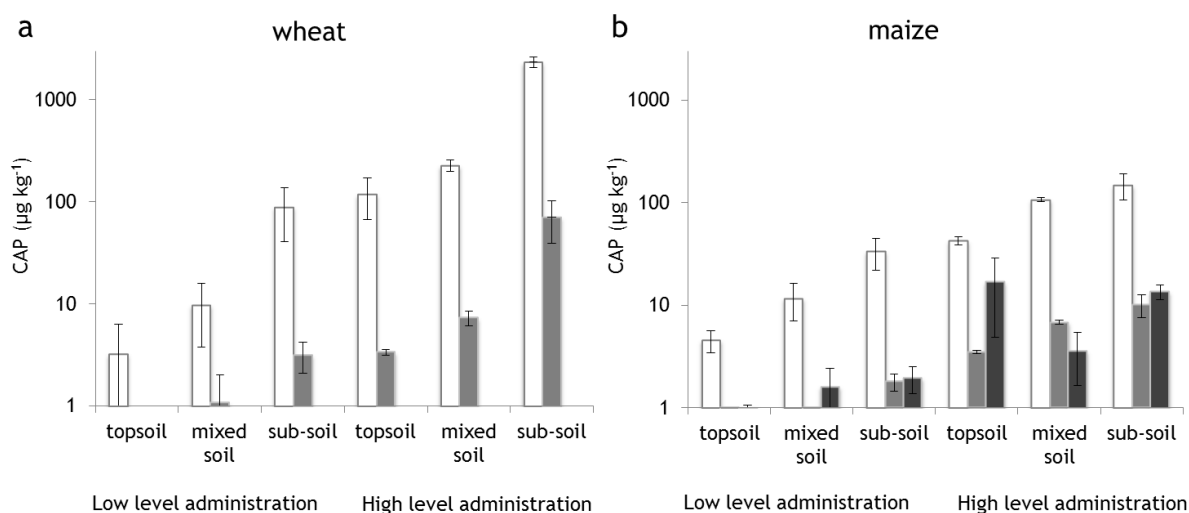 a
wheat
CAP (µg kg⁻¹)
1000
100
10
1
topsoil
mixed
soil
sub-soil
topsoil
mixed
soil
sub-soil
Low level administration
High level administration
b
maize
CAP (µg kg⁻¹)
1000
100
10
1
topsoil
mixed
soil
sub-soil
topsoil
mixed
soil
sub-soil
Low level administration
High level administration